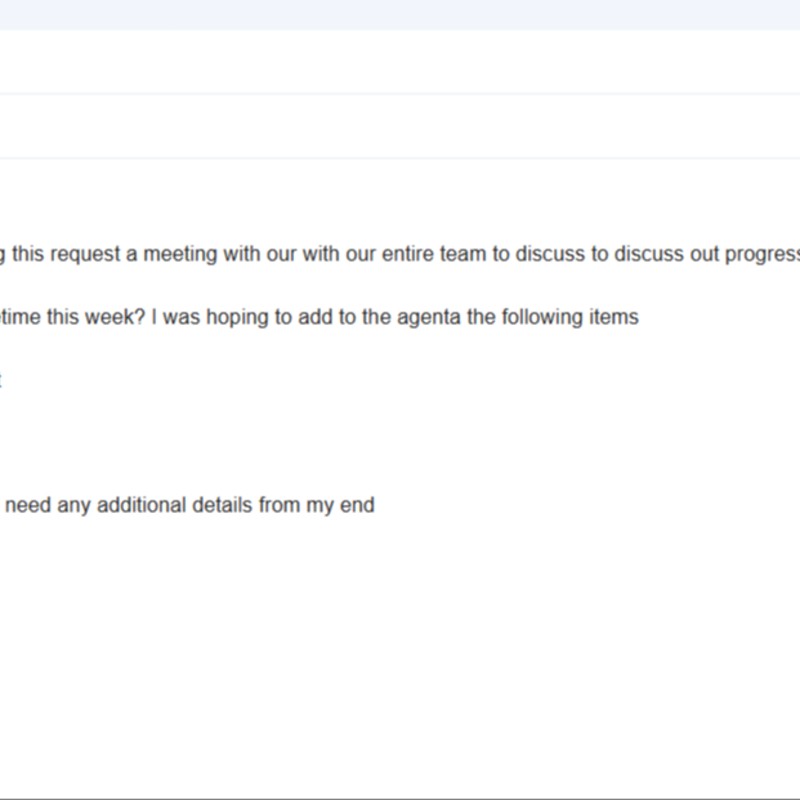 this request a meeting with our with our entire team to discuss to discuss out progress
time this week? I was hoping to add to the agenta the following items
need any additional details from my end